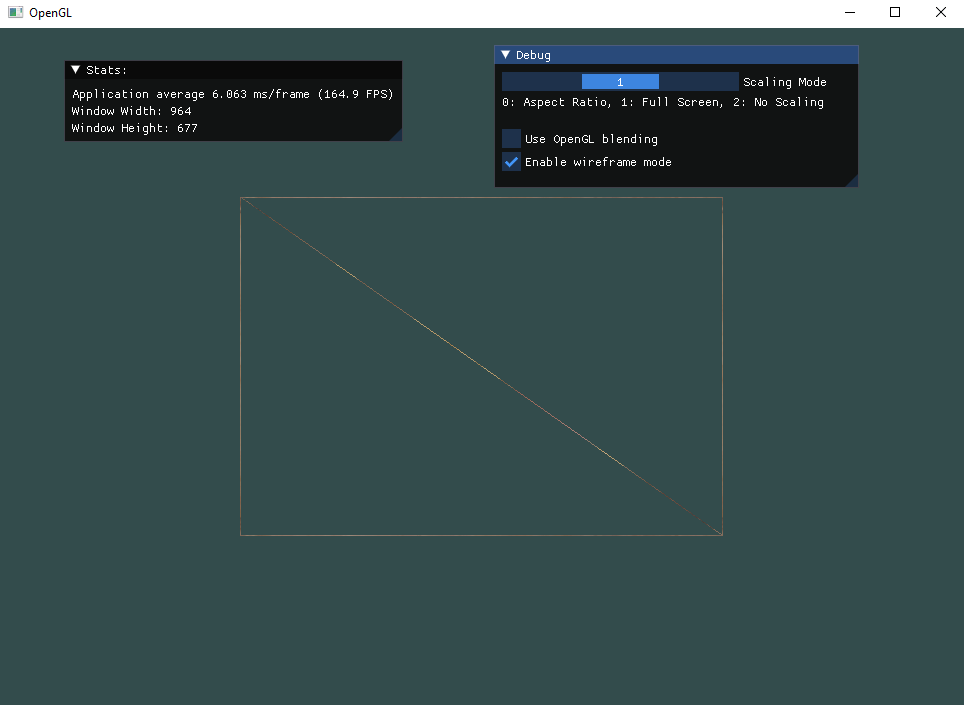 OpenGL
Stats:
Application average 6.063 ms/frame (164.9 FPS)
Window Width: 964
Window Height: 677
Debug
1 Scaling Mode
0: Aspect Ratio, 1: Full Screen, 2: No Scaling
Use OpenGL blending
Enable wireframe mode